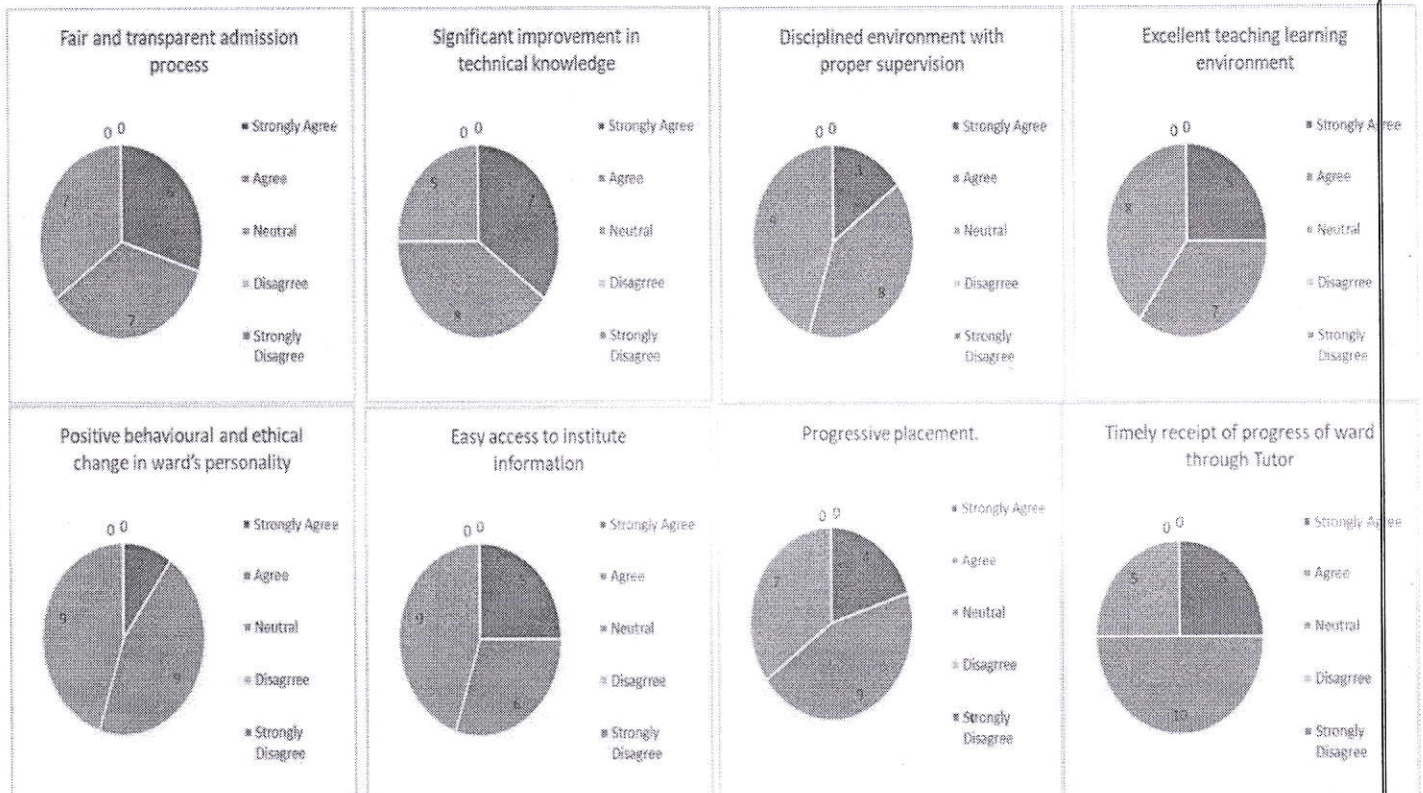 Fair and transparent admission
process
0 0
6
7
7
■ Strongly Agree
■ Agree
■ Neutral
■ Disagrree
■ Strongly
Disagree
Significant improvement in
technical knowledge
0 0
5
7
8
■ Strongly Agree
■ Agree
■ Neutral
■ Disagrree
■ Strongly
Disagree
Disciplined environment with
proper supervision
0 0
3
9
8
■ Strongly Agree
■ Agree
■ Neutral
■ Disagrree
■ Strongly
Disagree
Excellent teaching learning
environment
0 0
5
8
7
■ Strongly Agree
■ Agree
■ Neutral
■ Disagrree
■ Strongly
Disagree
Positive behavioural and ethical
change in ward's personality
0 0
9
9
■ Strongly Agree
■ Agree
■ Neutral
■ Disagrree
■ Strongly
Disagree
Easy access to institute
information
0 0
5
9
6
■ Strongly Agree
■ Agree
■ Neutral
■ Disagrree
■ Strongly
Disagree
Progressive placement.
0 0
4
7
9
■ Strongly Agree
■ Agree
■ Neutral
■ Disagrree
■ Strongly
Disagree
Timely receipt of progress of ward
through Tutor
0 0
5
5
10
■ Strongly Agree
■ Agree
■ Neutral
■ Disagrree
■ Strongly
Disagree